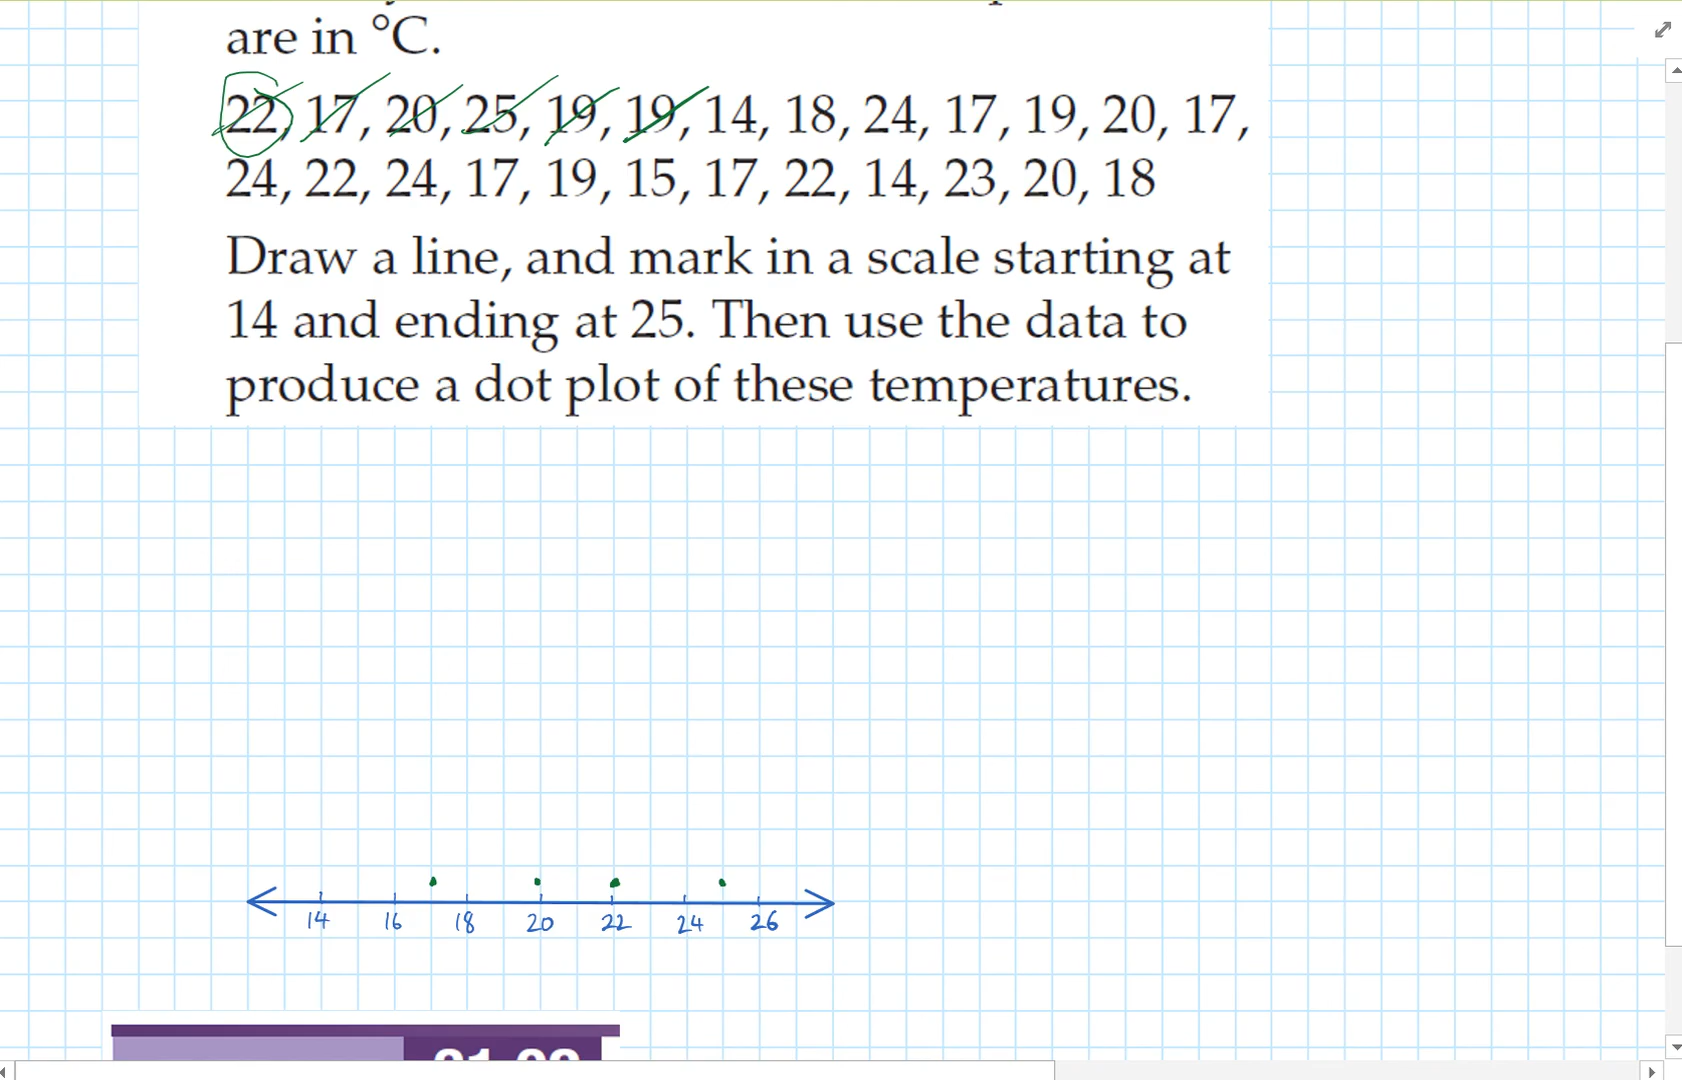 are in °C.
22, 17, 20, 25, 19, 19, 14, 18, 24, 17, 19, 20, 17,
24, 22, 24, 17, 19, 15, 17, 22, 14, 23, 20, 18
Draw a line, and mark in a scale starting at
14 and ending at 25. Then use the data to
produce a dot plot of these temperatures.
14 16 18 20 22 24 26